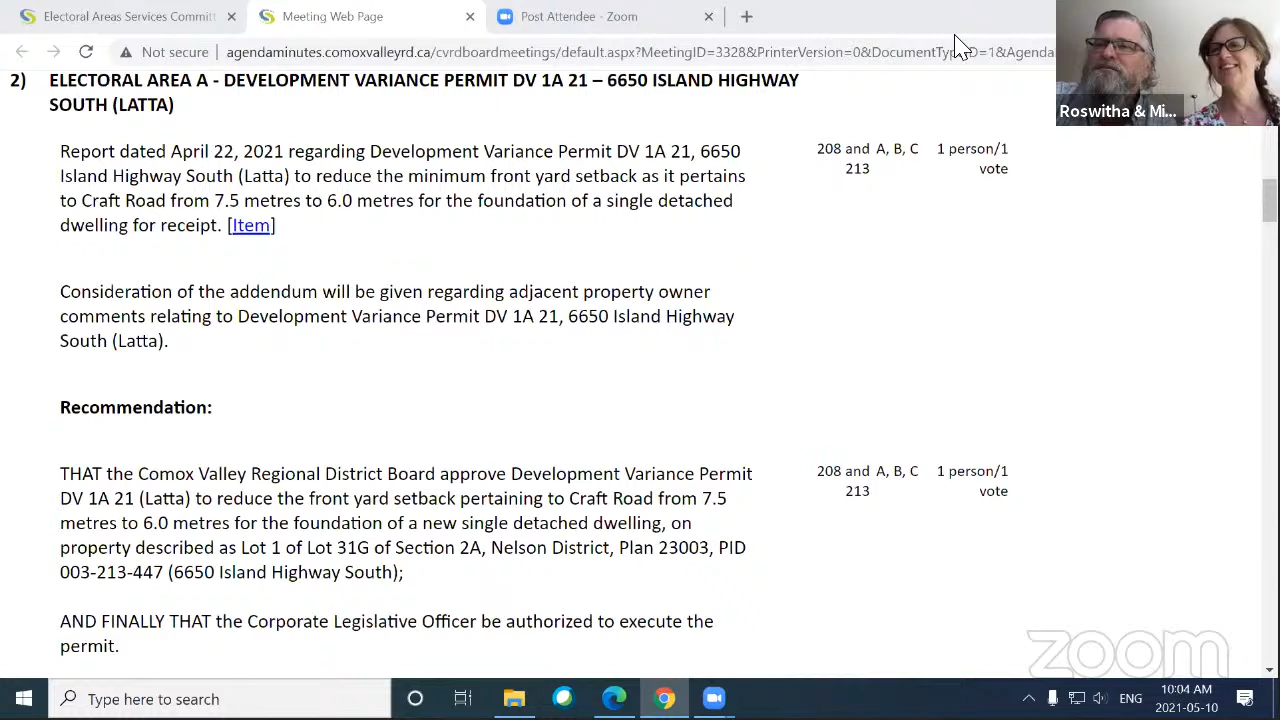 Electoral Areas Services Committ
Meeting Web Page
Post Attendee - Zoom
Not secure
agendaminutes.comoxvalleyrd.ca/cvrdboardmeetings/default.aspx?MeetingID=3328&PrinterVersion=0&DocumentTyp ID=1&Agenda
Roswitha & Mi...
2) ELECTORAL AREA A - DEVELOPMENT VARIANCE PERMIT DV 1A 21 – 6650 ISLAND HIGHWAY
SOUTH (LATTA)
Report dated April 22, 2021 regarding Development Variance Permit DV 1A 21, 6650
Island Highway South (Latta) to reduce the minimum front yard setback as it pertains
to Craft Road from 7.5 metres to 6.0 metres for the foundation of a single detached
dwelling for receipt. [Item]
208 and A, B, C 1 person/1
213 vote
Consideration of the addendum will be given regarding adjacent property owner
comments relating to Development Variance Permit DV 1A 21, 6650 Island Highway
South (Latta).
Recommendation:
THAT the Comox Valley Regional District Board approve Development Variance Permit
DV 1A 21 (Latta) to reduce the front yard setback pertaining to Craft Road from 7.5
metres to 6.0 metres for the foundation of a new single detached dwelling, on
property described as Lot 1 of Lot 31G of Section 2A, Nelson District, Plan 23003, PID
003-213-447 (6650 Island Highway South);
208 and A, B, C 1 person/1
213 vote
AND FINALLY THAT the Corporate Legislative Officer be authorized to execute the
permit.
zoom
Type here to search
ENG
10:04 AM
2021-05-10